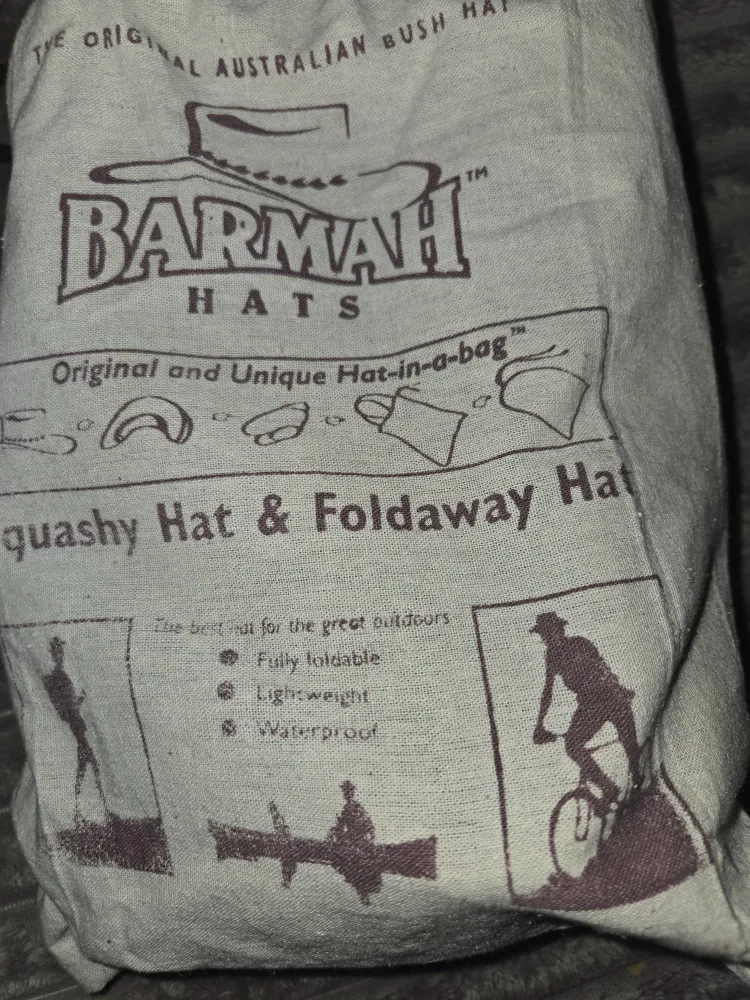 THE ORIGINAL AUSTRALIAN BUSH HAT
BARMAH™
HATS
Original and Unique Hat-in-a-bag™
quashy Hat & Foldaway Hat
The best hat for the great outdoors
Fully foldable
Lightweight
Waterproof